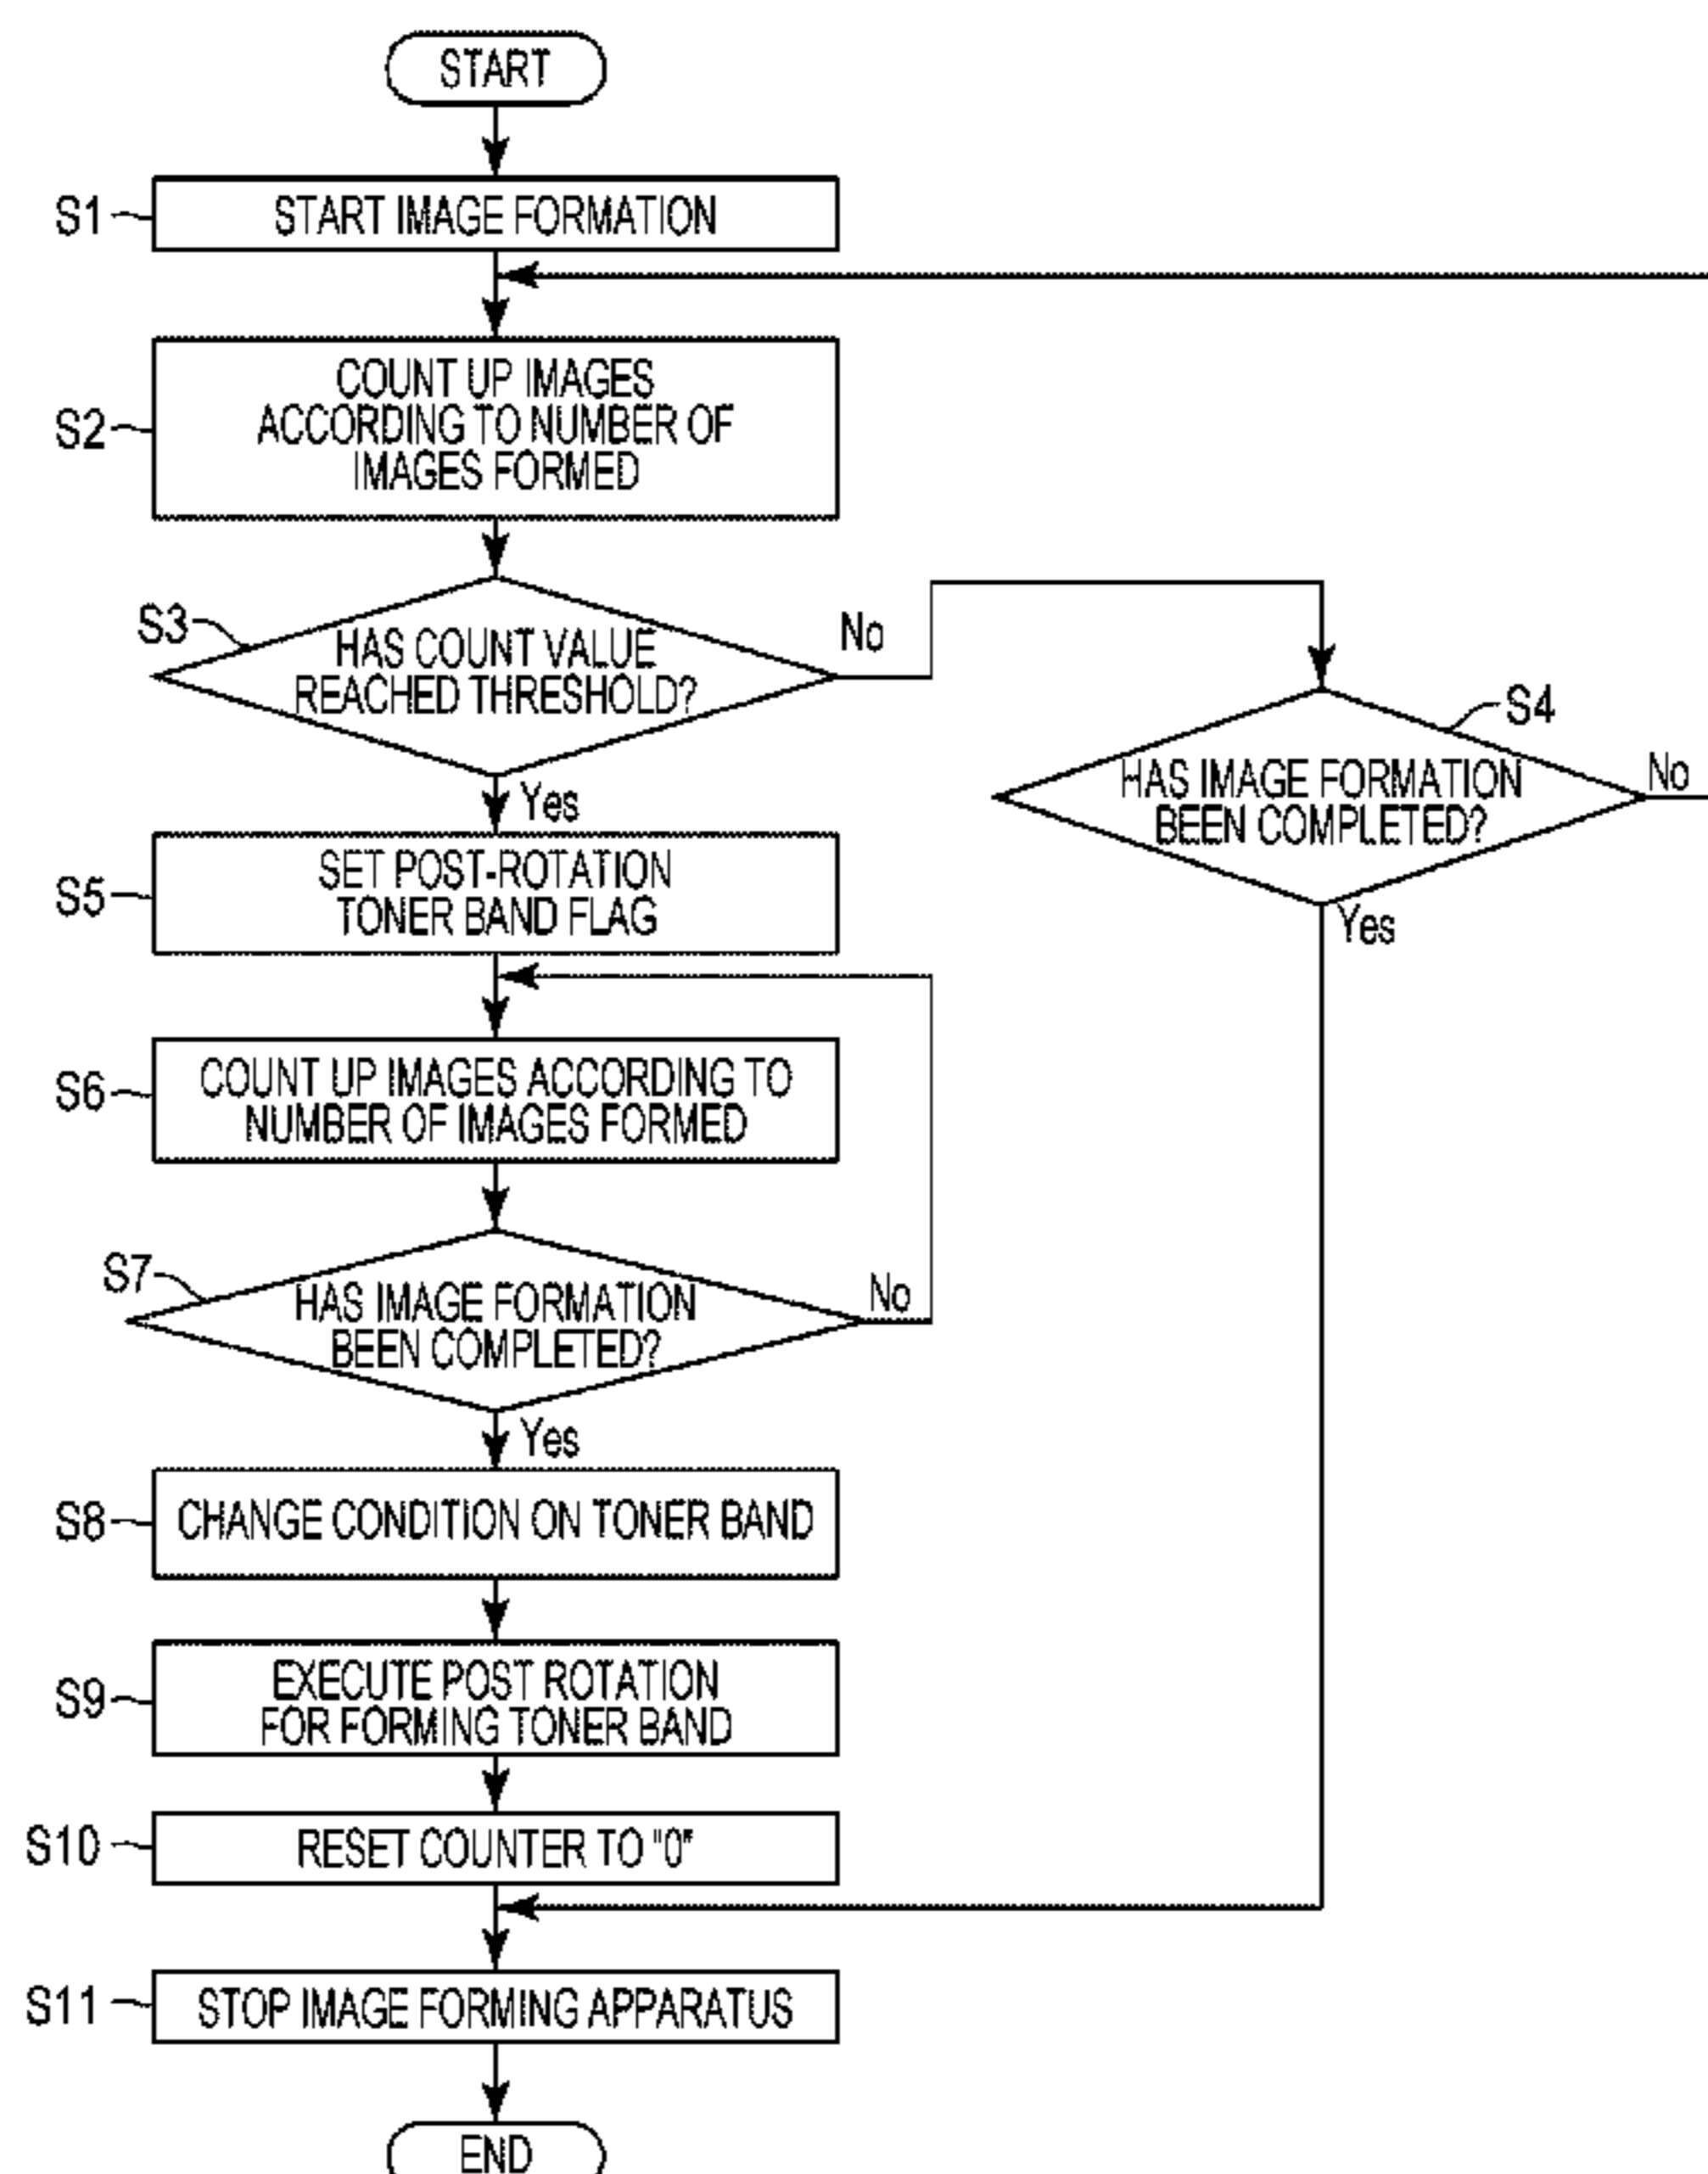 START
S1
START IMAGE FORMATION
S2
COUNT UP IMAGES
ACCORDING TO NUMBER OF
IMAGES FORMED
S3
HAS COUNT VALUE
REACHED THRESHOLD?
No
S4
HAS IMAGE FORMATION
BEEN COMPLETED?
No
Yes
Yes
S5
SET POST-ROTATION
TONER BAND FLAG
S6
COUNT UP IMAGES ACCORDING TO
NUMBER OF IMAGES FORMED
S7
HAS IMAGE FORMATION
BEEN COMPLETED?
No
Yes
S8
CHANGE CONDITION ON TONER BAND
S9
EXECUTE POST ROTATION
FOR FORMING TONER BAND
S10
RESET COUNTER TO "0"
S11
STOP IMAGE FORMING APPARATUS
END